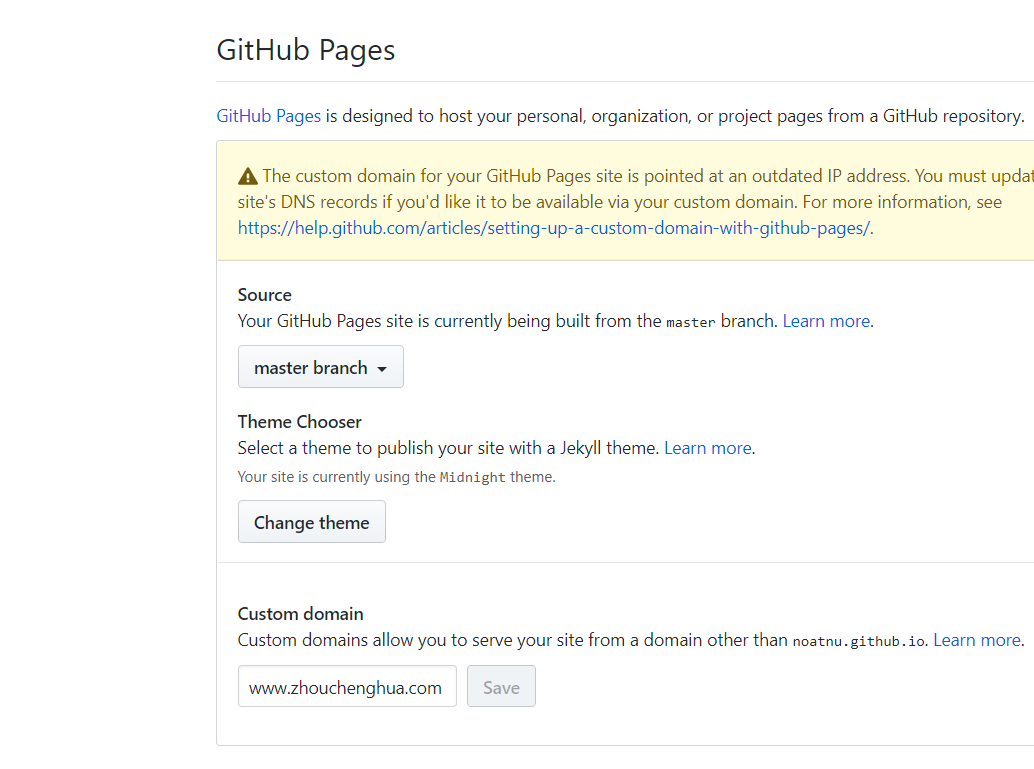 GitHub Pages
GitHub Pages is designed to host your personal, organization, or project pages from a GitHub repository.
The custom domain for your GitHub Pages site is pointed at an outdated IP address. You must updat
site's DNS records if you'd like it to be available via your custom domain. For more information, see
https://help.github.com/articles/setting-up-a-custom-domain-with-github-pages/.
Source
Your GitHub Pages site is currently being built from the master branch. Learn more.
master branch
Theme Chooser
Select a theme to publish your site with a Jekyll theme. Learn more.
Your site is currently using the Midnight theme.
Change theme
Custom domain
Custom domains allow you to serve your site from a domain other than noatnu.github.io. Learn more.
www.zhouchenghua.com Save